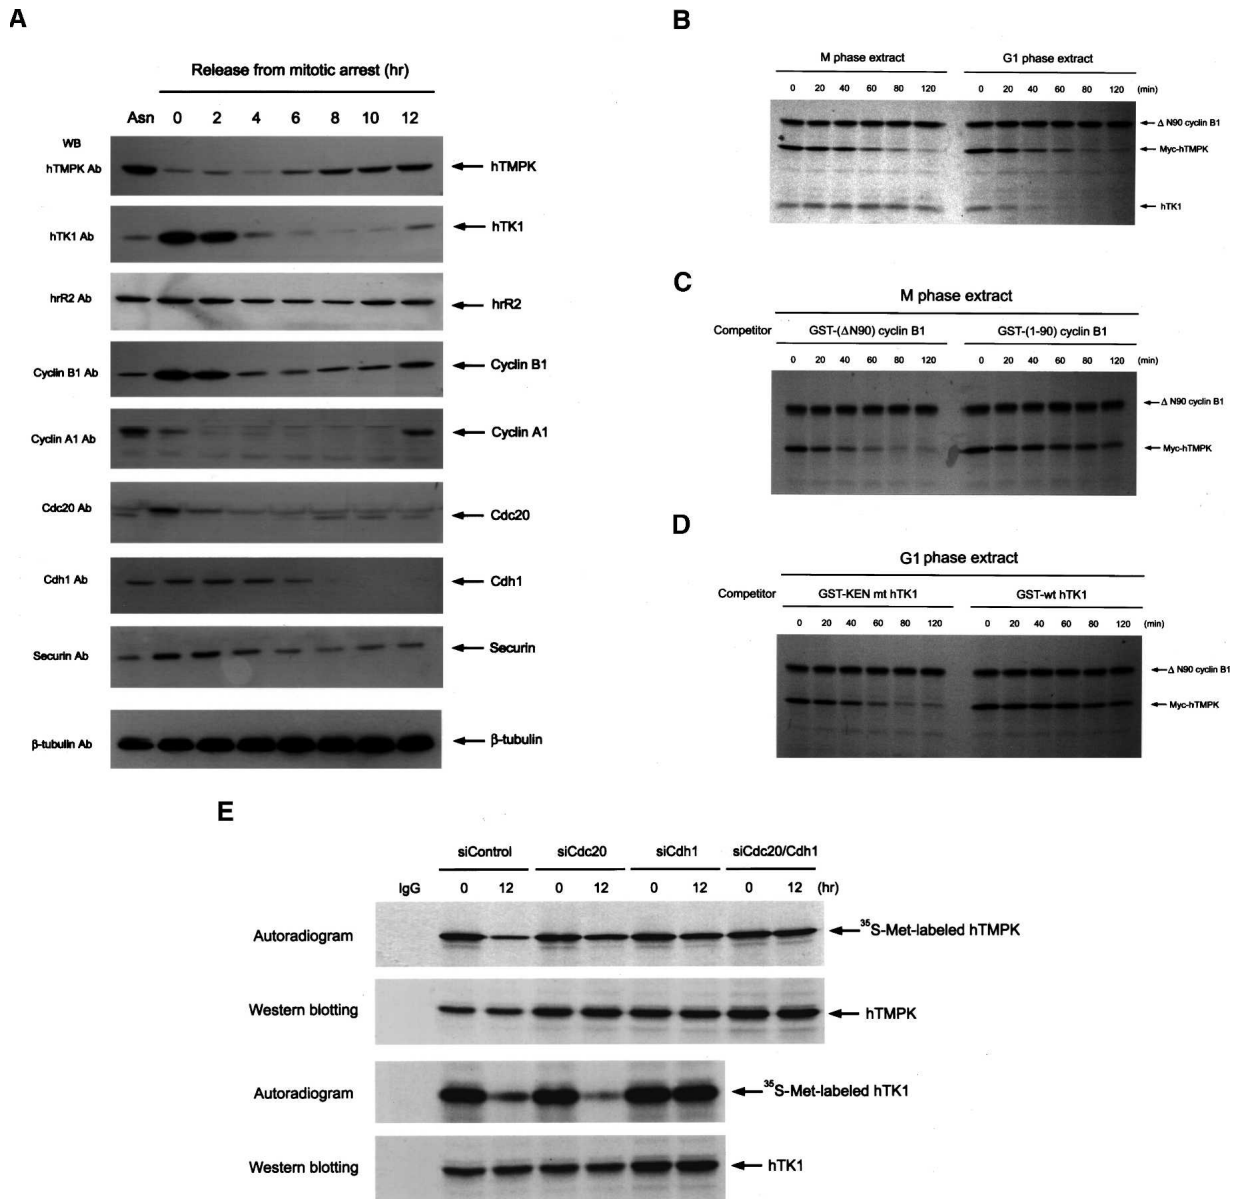 A
Release from mitotic arrest (hr)
Asn 0 2 4 6 8 10 12
WB
hTMPK Ab
hTMPK
hTK1 Ab
hTK1
hrR2 Ab
hrR2
Cyclin B1 Ab
Cyclin B1
Cyclin A1 Ab
Cyclin A1
Cdc20 Ab
Cdc20
Cdh1 Ab
Cdh1
Securin Ab
Securin
β-tubulin Ab
β-tubulin
B
M phase extract G1 phase extract
0 20 40 60 80 120 0 20 40 60 80 120 (min)
Δ N90 cyclin B1
Myc-hTMPK
hTK1
C
M phase extract
Competitor GST-(ΔN90) cyclin B1 GST-(1-90) cyclin B1
0 20 40 60 80 120 0 20 40 60 80 120 (min)
Δ N90 cyclin B1
Myc-hTMPK
D
G1 phase extract
Competitor GST-KEN mt hTK1 GST-wt hTK1
0 20 40 60 80 120 0 20 40 60 80 120 (min)
Δ N90 cyclin B1
Myc-hTMPK
E
siControl siCdc20 siCdh1 siCdc20/Cdh1
IgG 0 12 0 12 0 12 0 12 (hr)
Autoradiogram
³⁵S-Met-labeled hTMPK
Western blotting
hTMPK
Autoradiogram
³⁵S-Met-labeled hTK1
Western blotting
hTK1